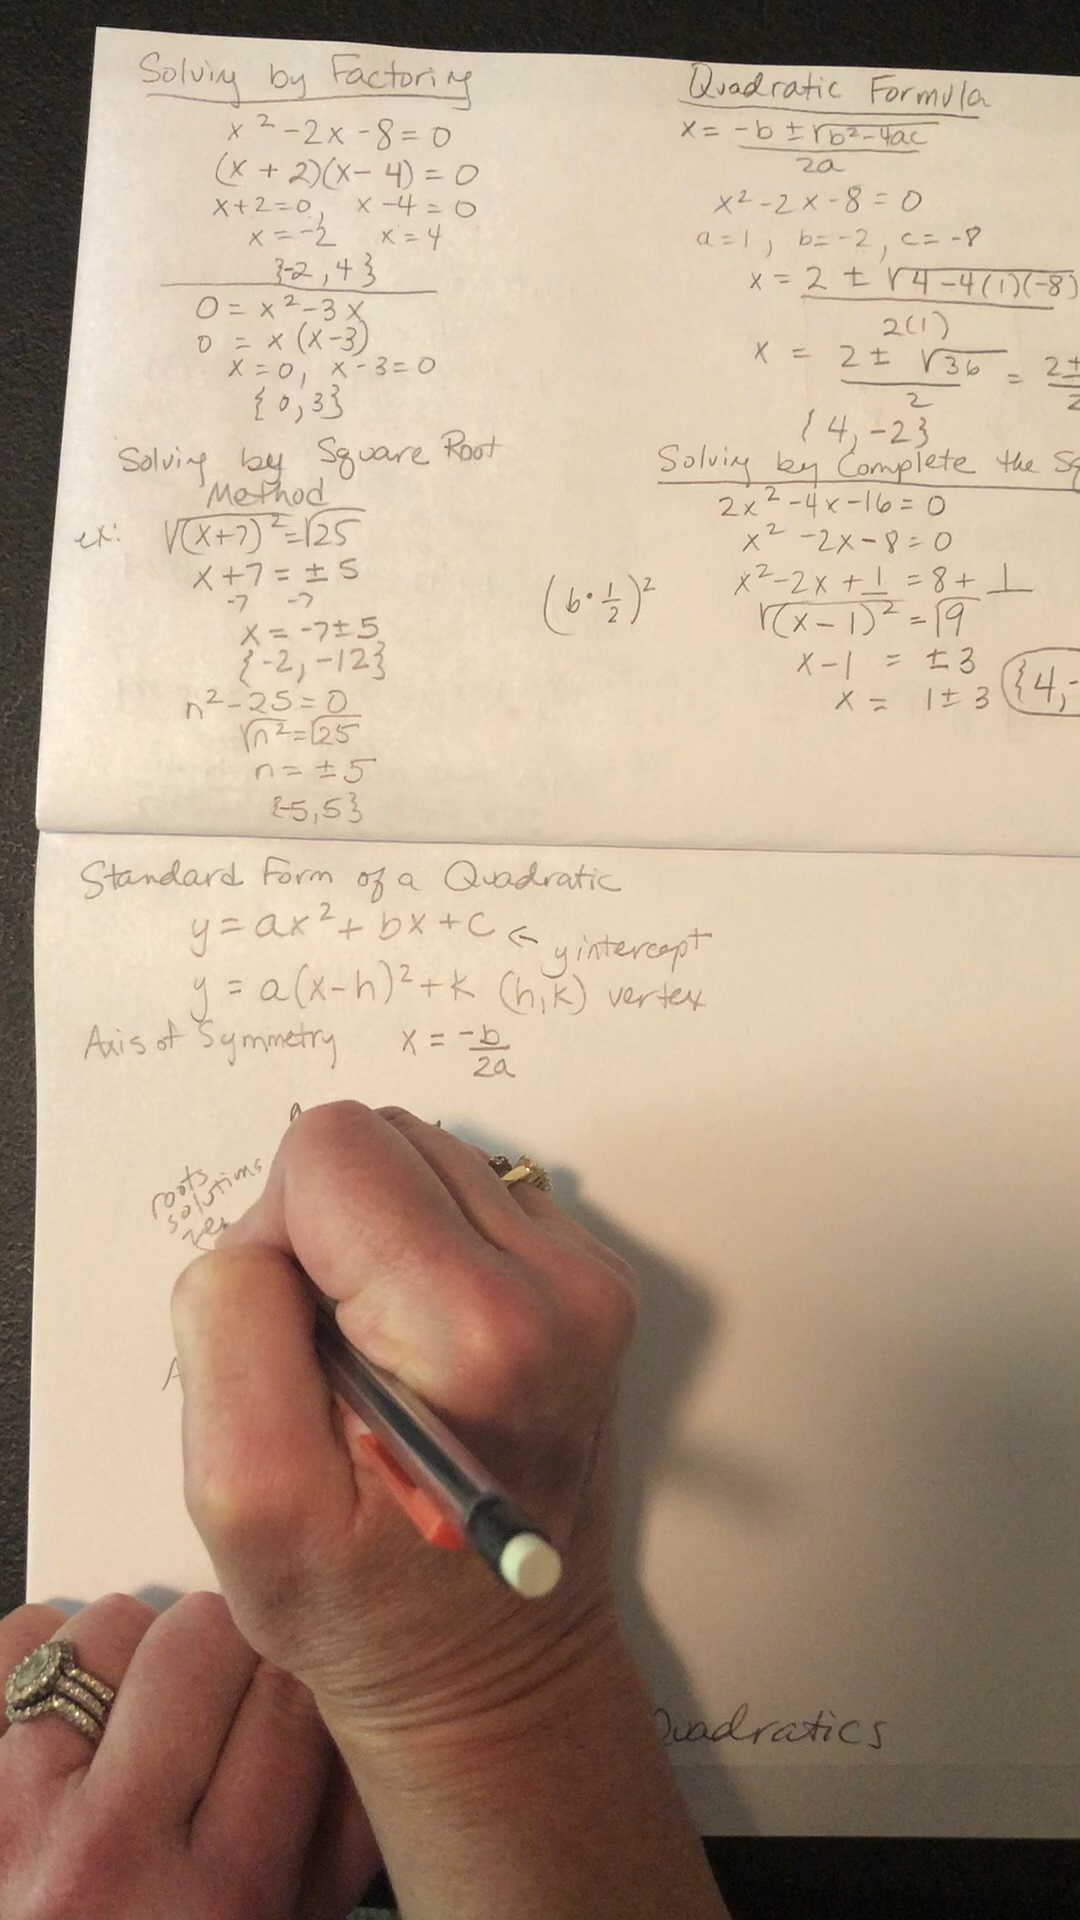 Solving by Factoring
x² -2x -8 = 0
(x + 2)(x - 4) = 0
x+2=0, x-4=0
x=-2 x=4
{-2, 4}
0 = x² -3x
0 = x(x-3)
x=0, x-3=0
{0,3}
Solving by Square Root
Method
ex: √(x+7)² = √25
x+7 = ±5
-7 -7
x = -7±5
{-2, -12}
n² -25 = 0
√n² = √25
n = ±5
{-5,5}
Quadratic Formula
x = -b ± √b²-4ac
2a
x² -2x -8 = 0
a=1, b=-2, c=-8
x = 2 ± √4-4(1)(-8)
2(1)
x = 2 ± √36 = 2±
2 2
{4, -2}
Solving by Complete the
2x² -4x -16 = 0
x² -2x -8 = 0
(b·½)² x² -2x + 1 = 8 + 1
√(x-1)² = √9
x-1 = ±3
x = 1±3 {4,-
Standard Form of a Quadratic
y = ax² + bx + c ← y intercept
y = a(x-h)² + k (h,k) vertex
Axis of Symmetry x = -b
2a
roots
solutions
A
Quadratics